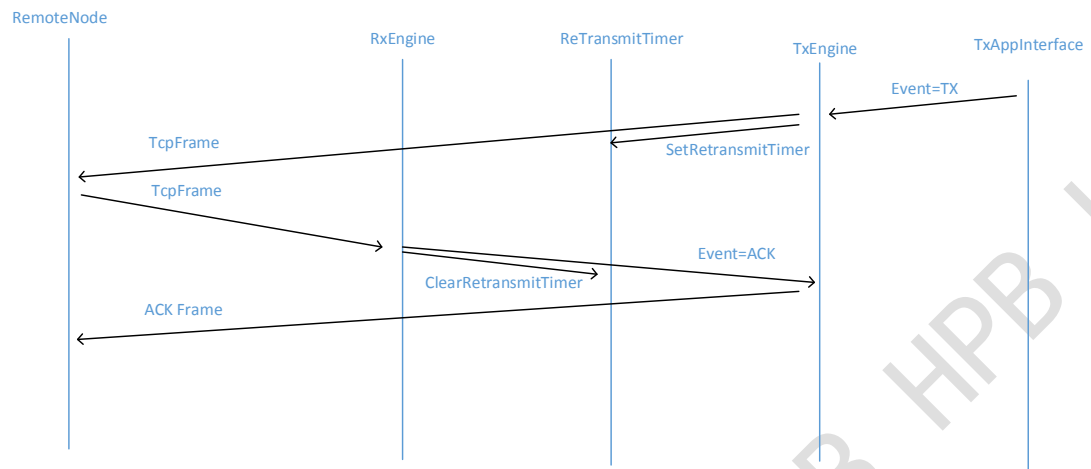 RemoteNode
RxEngine
ReTransmitTimer
TxEngine
TxAppInterface
Event=TX
TcpFrame
SetRetransmitTimer
TcpFrame
Event=ACK
ClearRetransmitTimer
ACK Frame
HPB